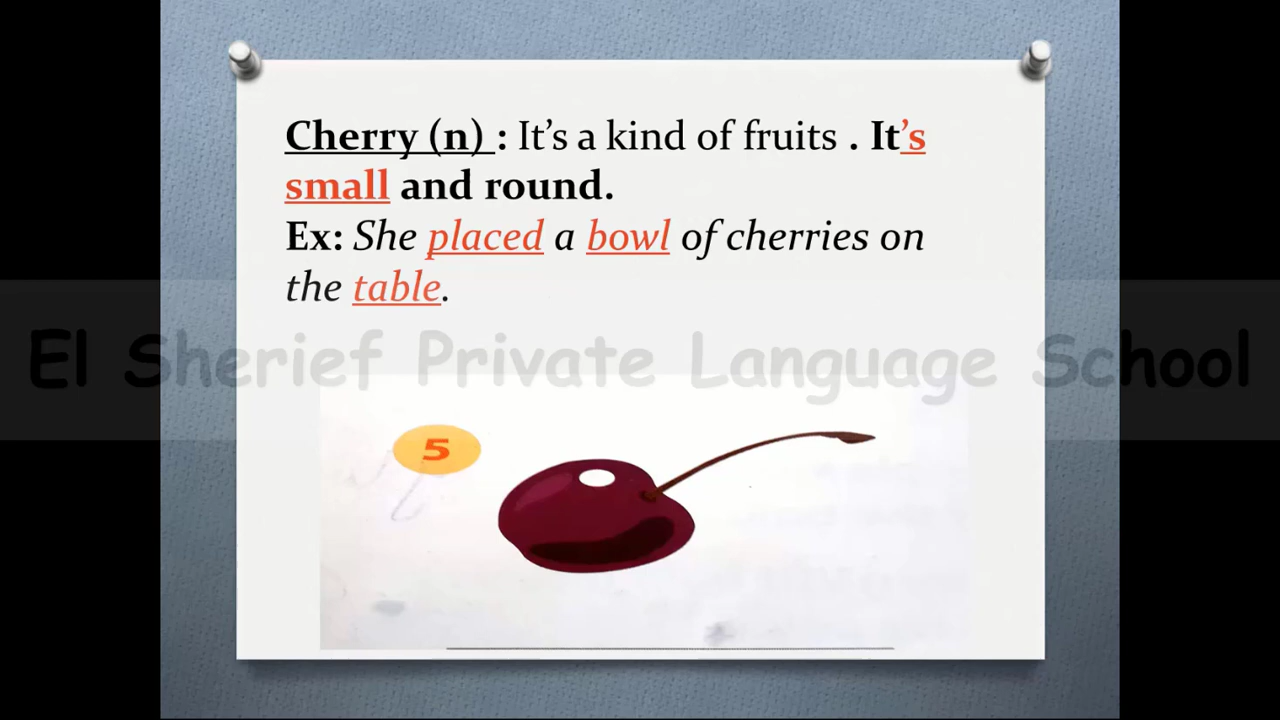 Cherry (n) : It’s a kind of fruits . It’s
small and round.
Ex: She placed a bowl of cherries on
the table.
El Sherief Private Language School
5